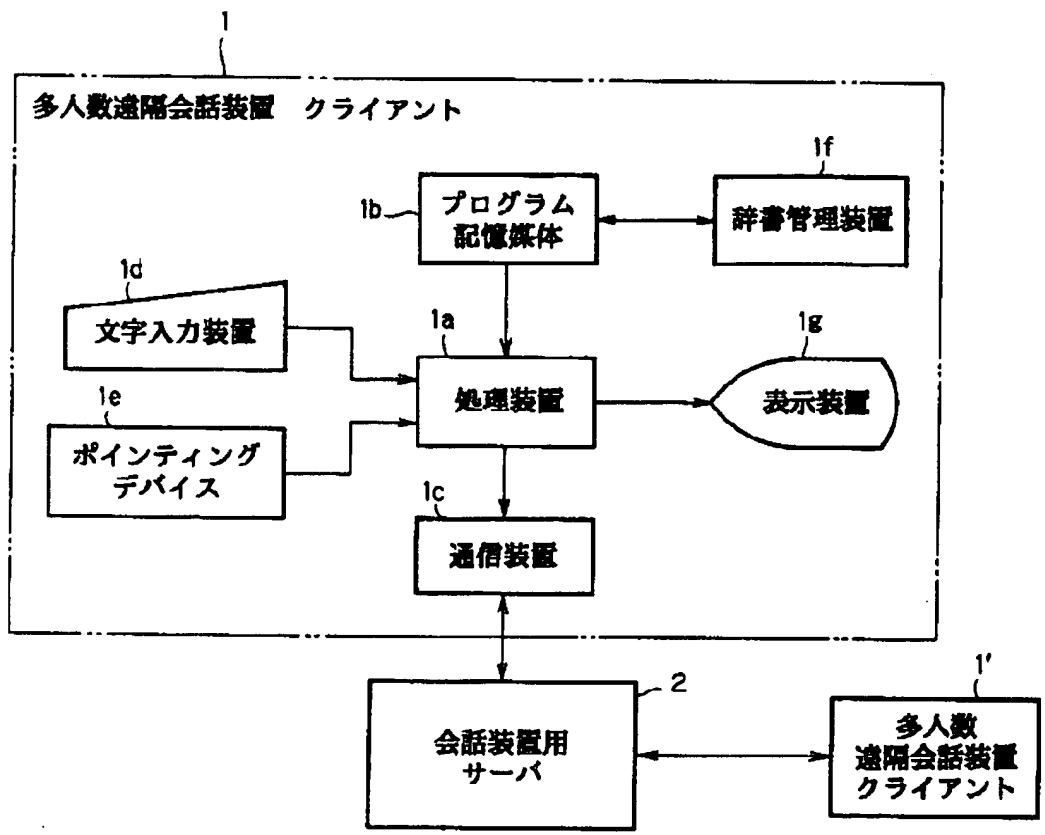 1
多人数遠隔会話装置 クライアント
1f
1b
プログラム
記憶媒体
辞書管理装置
1d
文字入力装置
1a
処理装置
1g
表示装置
1e
ポインティング
デバイス
1c
通信装置
2
会話装置用
サーバ
1'
多人数
遠隔会話装置
クライアント